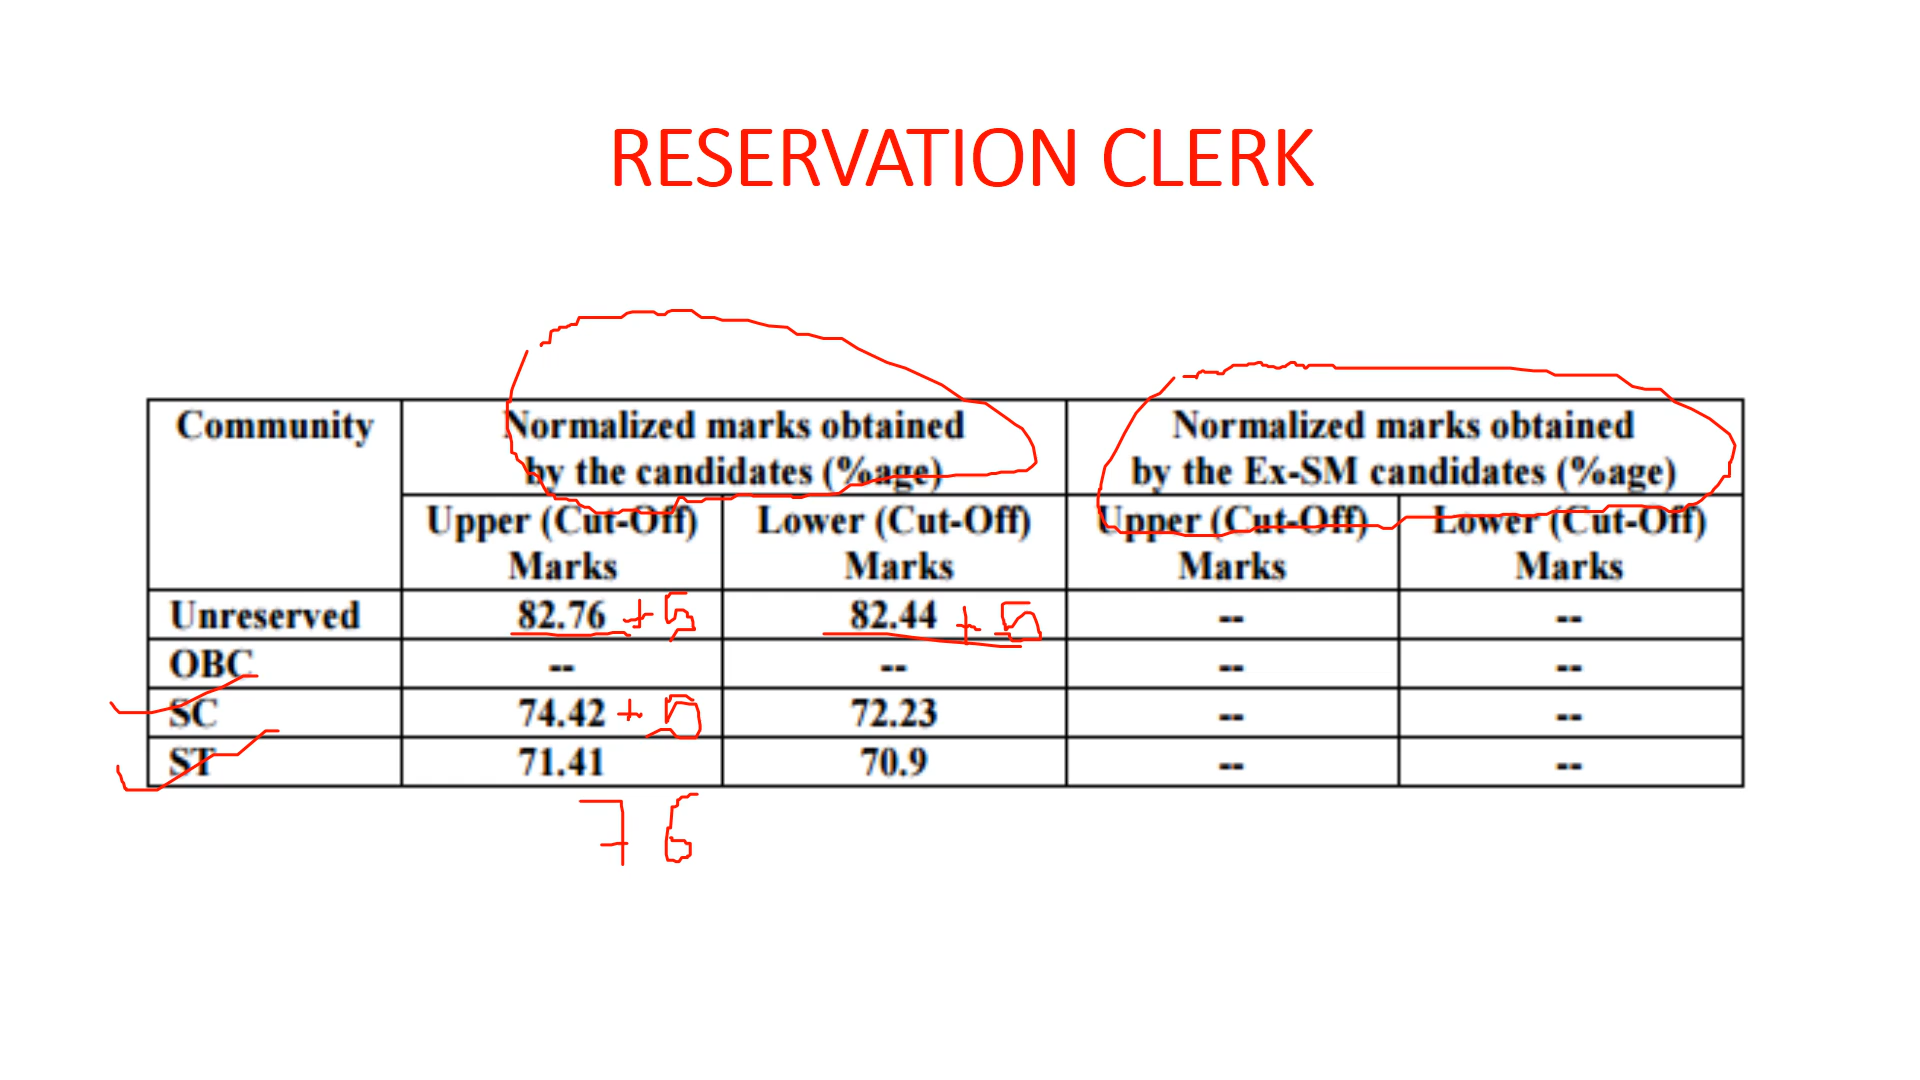 RESERVATION CLERK
Community Normalized marks obtained by the candidates (%age) Normalized marks obtained by the Ex-SM candidates (%age)
Upper (Cut-Off) Marks Lower (Cut-Off) Marks Upper (Cut-Off) Marks Lower (Cut-Off) Marks
Unreserved 82.76 +5 82.44 +5 -- --
OBC -- -- -- --
SC 74.42 +5 72.23 -- --
ST 71.41 70.9 -- --
76